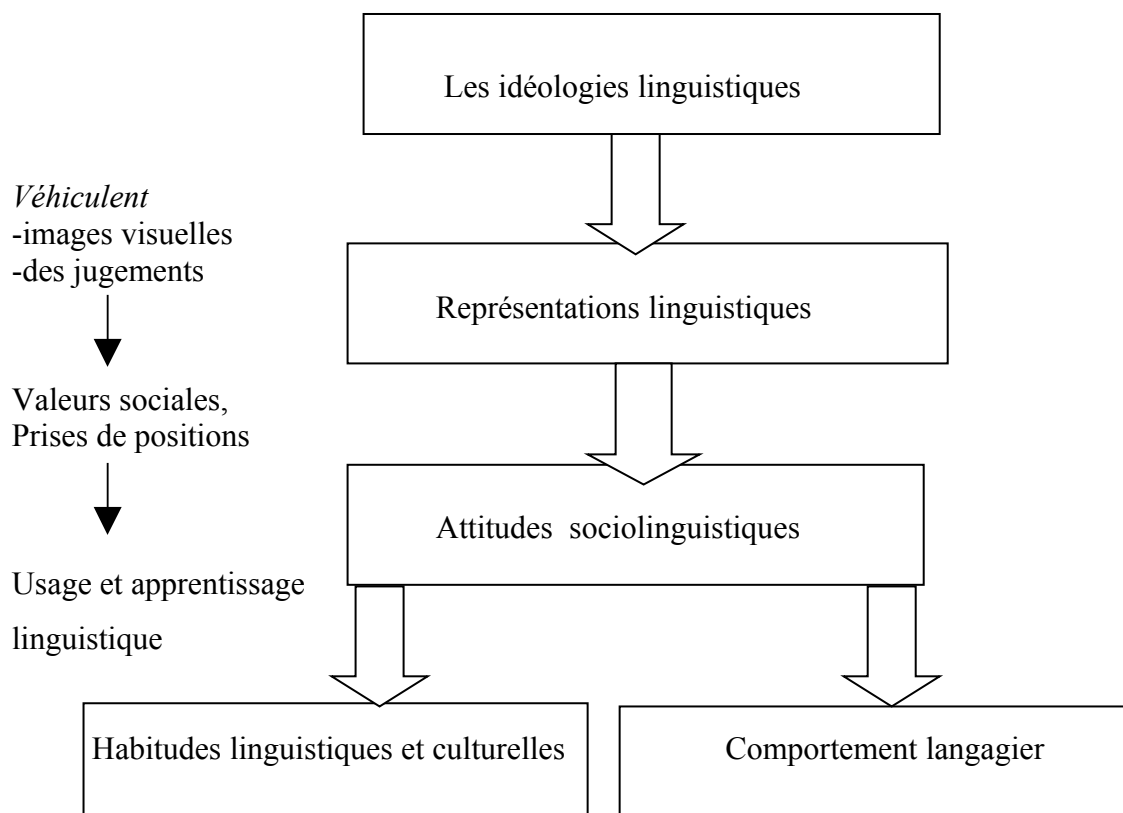 Les idéologies linguistiques
Véhiculent
-images visuelles
-des jugements
Représentations linguistiques
Valeurs sociales,
Prises de positions
Attitudes sociolinguistiques
Usage et apprentissage
linguistique
Habitudes linguistiques et culturelles
Comportement langagier